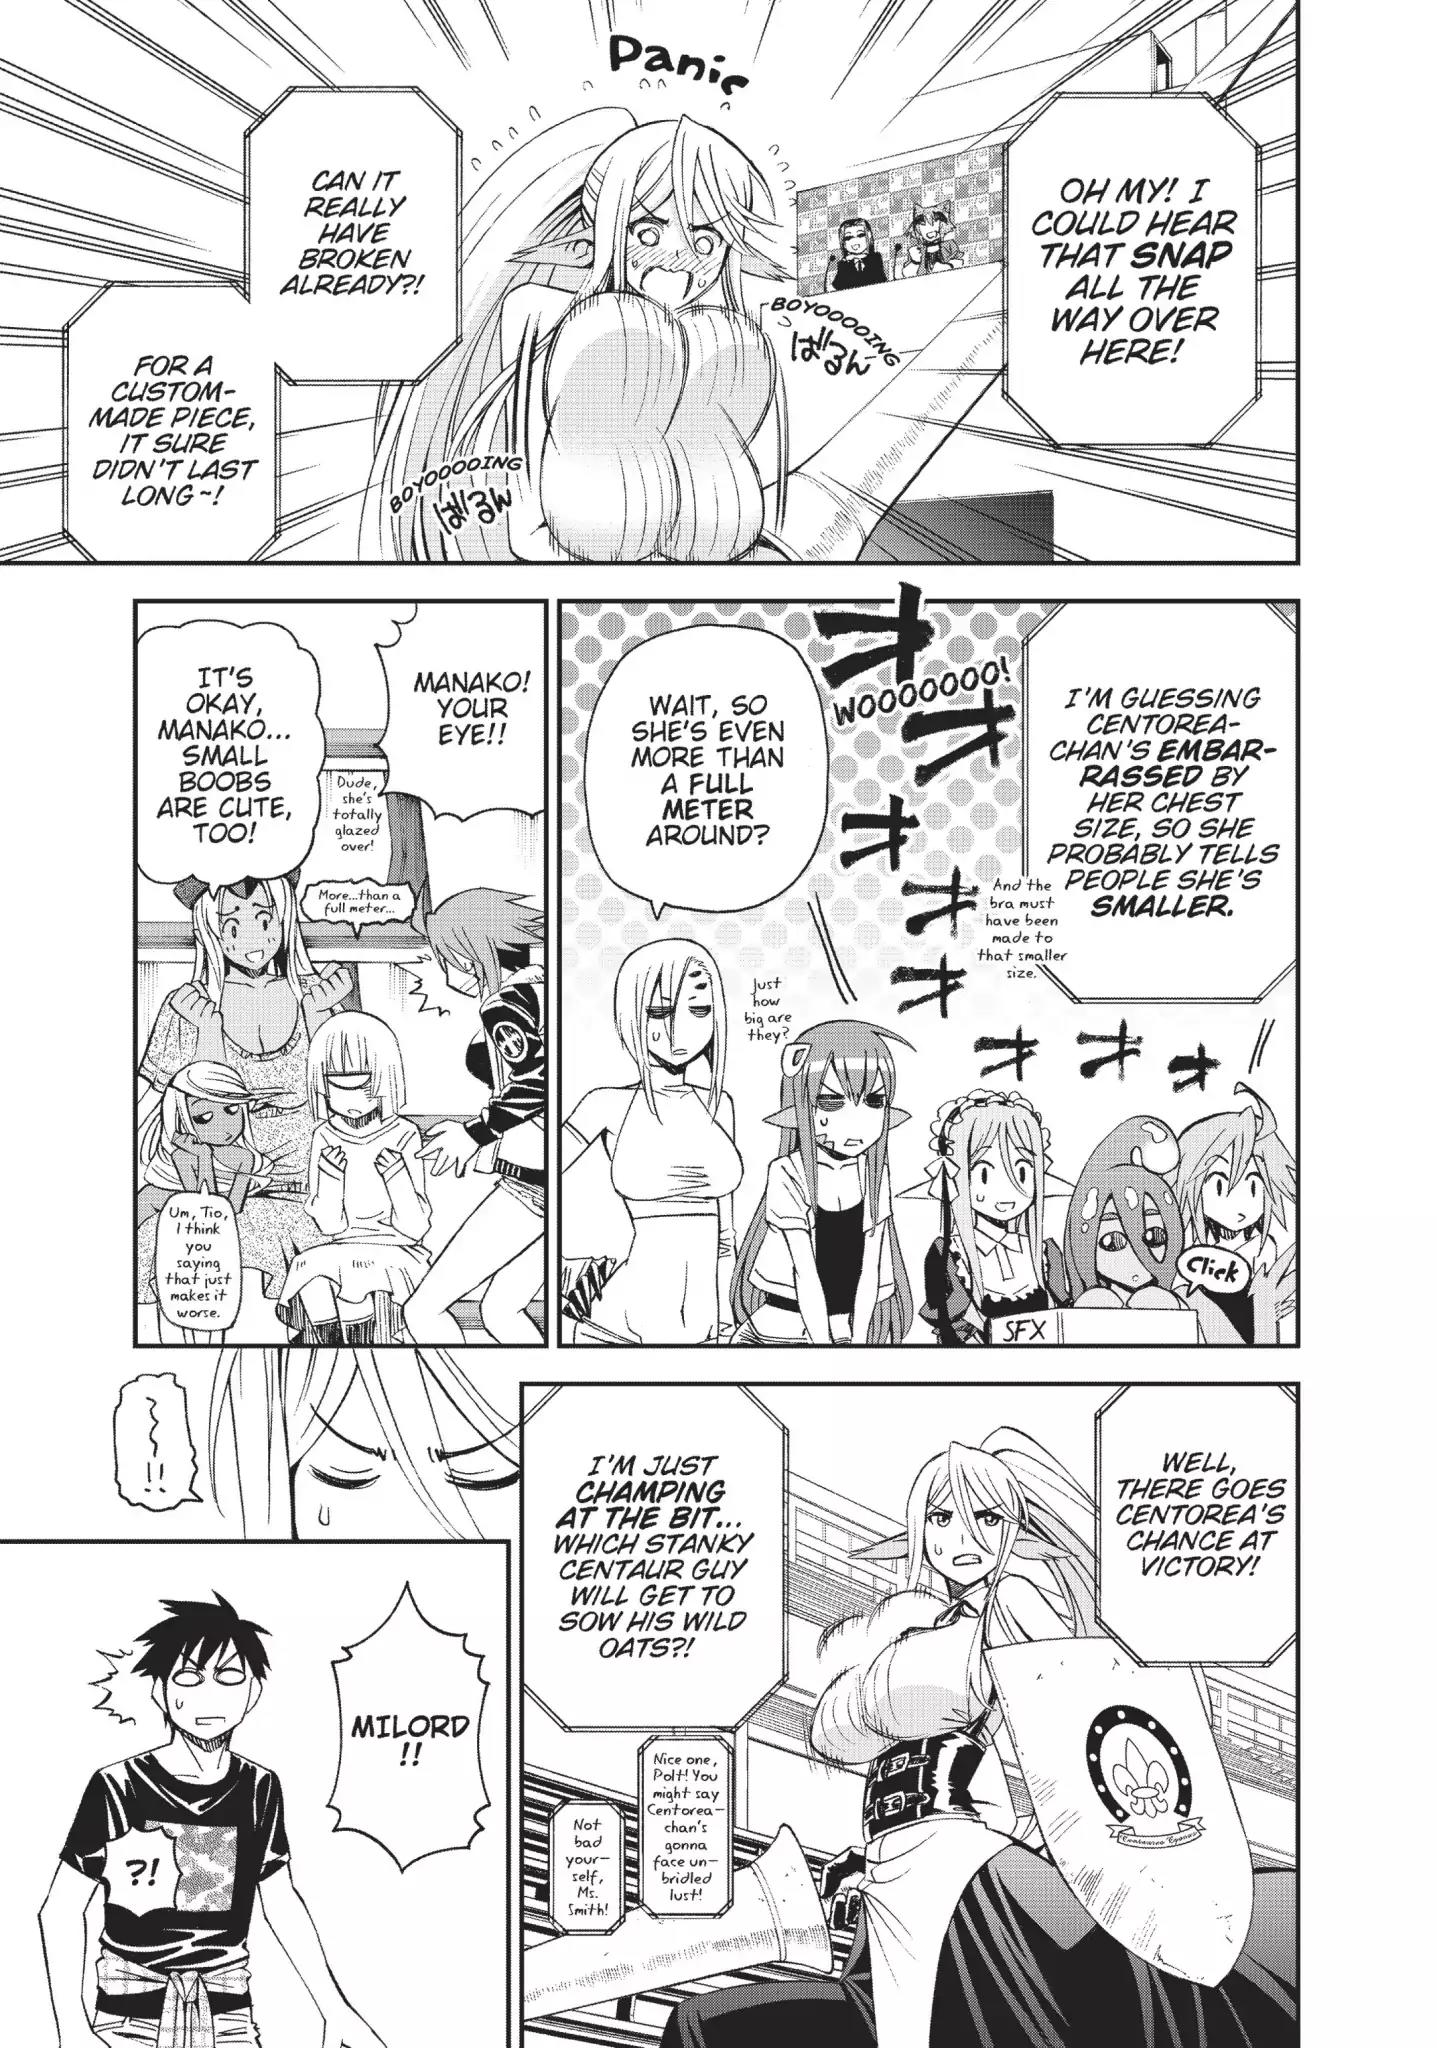 Panic
OH MY! I
COULD HEAR
THAT SNAP
ALL THE
WAY OVER
HERE!
CAN IT
REALLY
HAVE
BROKEN
ALREADY?!
FOR A
CUSTOM-
MADE PIECE,
IT SURE
DIDN'T LAST
LONG~!
BOYOOOOING
ばるん
BOYOOOOING
ばるん
I'M GUESSING
CENTOREA-
CHAN'S EMBAR-
RASSED BY
HER CHEST
SIZE, SO SHE
PROBABLY TELLS
PEOPLE SHE'S
SMALLER.
And the
bra must
have been
made to
that smaller
size.
オオオオオオオオ
WOOOOOOO!
WAIT, SO
SHE'S EVEN
MORE THAN
A FULL
METER
AROUND?
Just
how
big are
they?
Click
SFX
MANAKO!
YOUR
EYE!!
Dude,
she's
totally
glazed
over!
IT'S
OKAY,
MANAKO...
SMALL
BOOBS
ARE CUTE,
TOO!
More...than a
full meter...
Um, Tio,
I think
you
saying
that just
makes it
worse.
WELL,
THERE GOES
CENTOREA'S
CHANCE AT
VICTORY!
I'M JUST
CHAMPING
AT THE BIT...
WHICH STANKY
CENTAUR GUY
WILL GET TO
SOW HIS WILD
OATS?!
Nice one,
Polt! You
might say
Centorea-
chan's
gonna
face un-
bridled
lust!
Not
bad
your-
self,
Ms.
Smith!
~~!!
MILORD
!!
?!